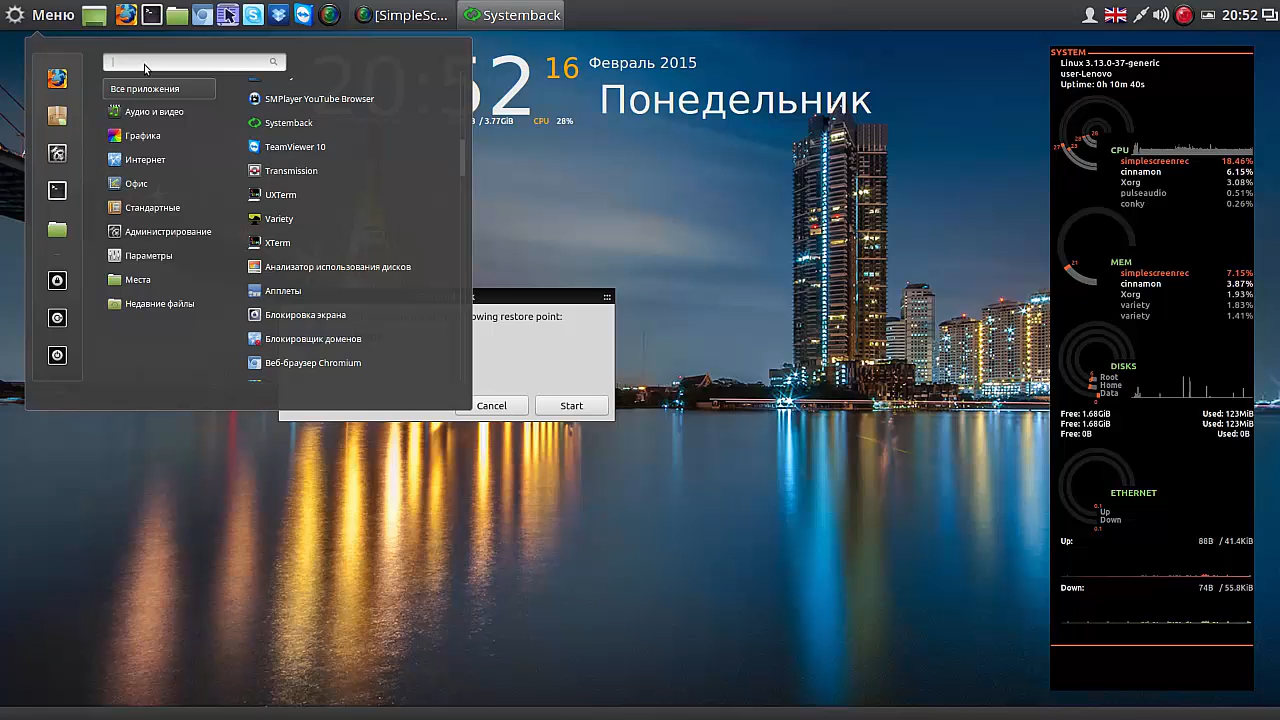 Меню
[SimpleSc...
Systemback
20:52
Все приложения
Аудио и видео
Графика
Интернет
Офис
Стандартные
Администрирование
Параметры
Места
Недавние файлы
SMPlayer YouTube Browser
Systemback
TeamViewer 10
Transmission
UXTerm
Variety
XTerm
Анализатор использования дисков
Апплеты
Блокировка экрана
Блокировщик доменов
Веб-браузер Chromium
20:52
16
Февраль 2015
Понедельник
/ 3.77GiB CPU 28%
owing restore point:
Cancel
Start
SYSTEM
Linux 3.13.0-37-generic
user-Lenovo
Uptime: 0h 10m 40s
CPU
simplescreenrec 18.46%
cinnamon 6.15%
Xorg 3.08%
pulseaudio 0.51%
conky 0.26%
MEM
simplescreenrec 7.15%
cinnamon 3.87%
Xorg 1.93%
variety 1.83%
variety 1.41%
DISKS
Root
Home
Data
Free: 1.68GiB Used: 123MiB
Free: 1.68GiB Used: 123MiB
Free: 0B Used: 0B
ETHERNET
0.1
Up
Down
0.1
Up: 88B / 41.4KiB
Down: 74B / 55.8KiB